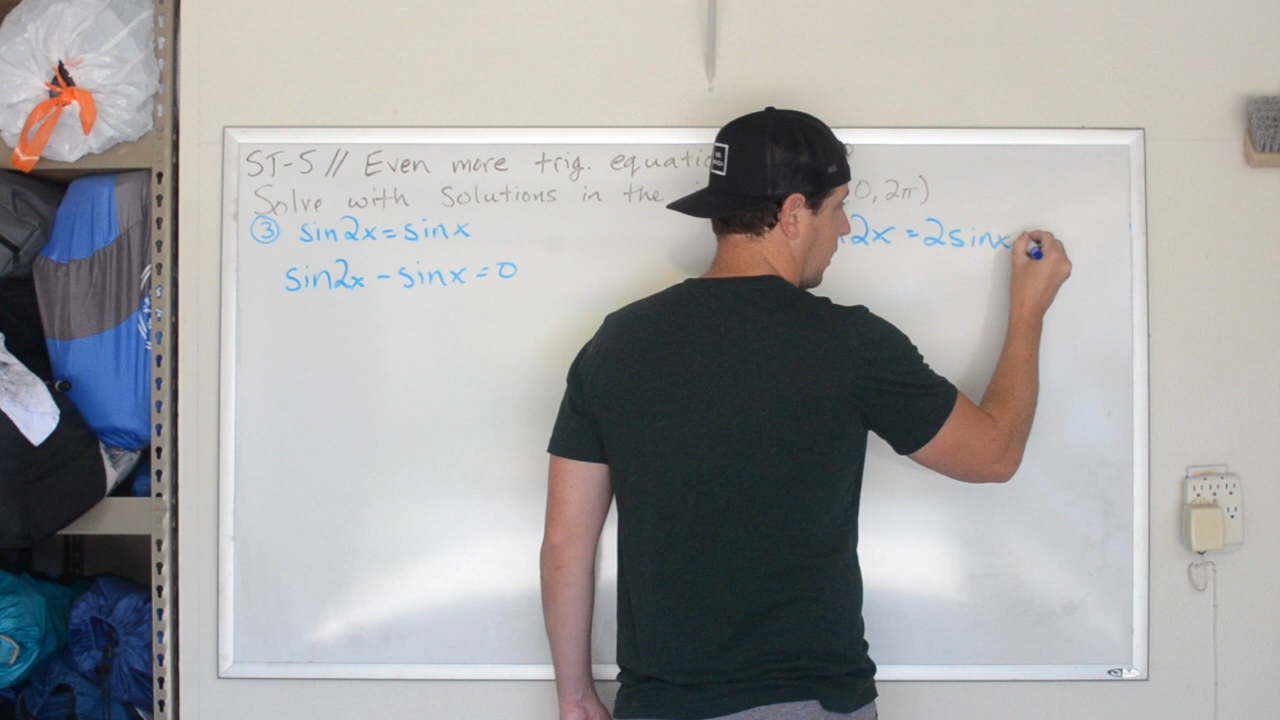 ST-5 // Even more trig. equatio
Solve with Solutions in the 0, 2π)
③ sin2x = sinx
2x = 2sinx
sin2x - sinx = 0